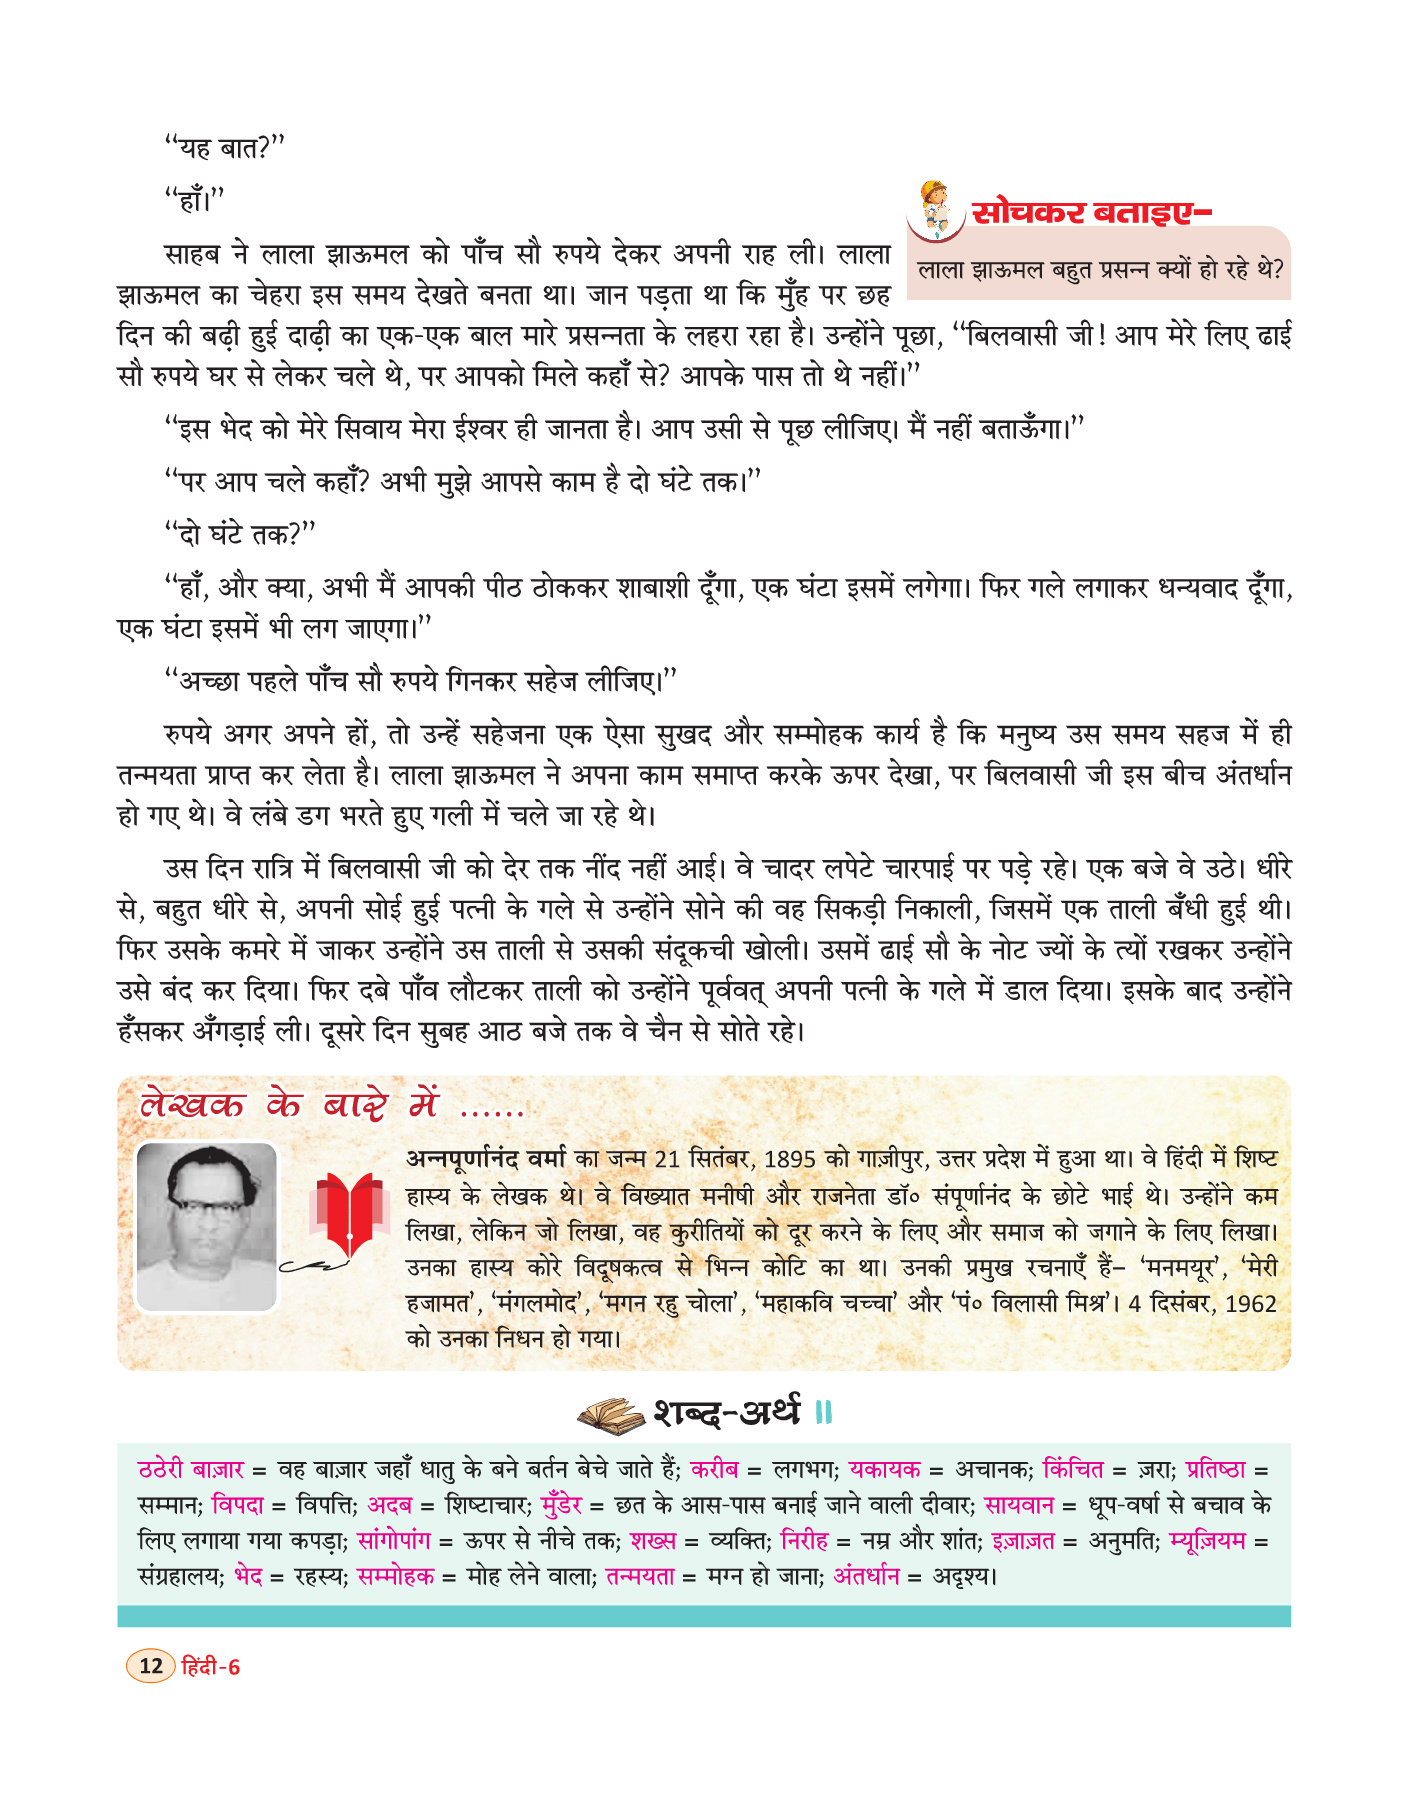 “यह बात?”
“हाँ।”
सोचकर बताइए–
लाला झाऊमल बहुत प्रसन्न क्यों हो रहे थे?
साहब ने लाला झाऊमल को पाँच सौ रुपये देकर अपनी राह ली। लाला
झाऊमल का चेहरा इस समय देखते बनता था। जान पड़ता था कि मुँह पर छह
दिन की बढ़ी हुई दाढ़ी का एक-एक बाल मारे प्रसन्नता के लहरा रहा है। उन्होंने पूछा, “बिलवासी जी! आप मेरे लिए ढाई
सौ रुपये घर से लेकर चले थे, पर आपको मिले कहाँ से? आपके पास तो थे नहीं।”
“इस भेद को मेरे सिवाय मेरा ईश्वर ही जानता है। आप उसी से पूछ लीजिए। मैं नहीं बताऊँगा।”
“पर आप चले कहाँ? अभी मुझे आपसे काम है दो घंटे तक।”
“दो घंटे तक?”
“हाँ, और क्या, अभी मैं आपकी पीठ ठोककर शाबाशी दूँगा, एक घंटा इसमें लगेगा। फिर गले लगाकर धन्यवाद दूँगा,
एक घंटा इसमें भी लग जाएगा।”
“अच्छा पहले पाँच सौ रुपये गिनकर सहेज लीजिए।”
रुपये अगर अपने हों, तो उन्हें सहेजना एक ऐसा सुखद और सम्मोहक कार्य है कि मनुष्य उस समय सहज में ही
तन्मयता प्राप्त कर लेता है। लाला झाऊमल ने अपना काम समाप्त करके ऊपर देखा, पर बिलवासी जी इस बीच अंतर्धान
हो गए थे। वे लंबे डग भरते हुए गली में चले जा रहे थे।
उस दिन रात्रि में बिलवासी जी को देर तक नींद नहीं आई। वे चादर लपेटे चारपाई पर पड़े रहे। एक बजे वे उठे। धीरे
से, बहुत धीरे से, अपनी सोई हुई पत्नी के गले से उन्होंने सोने की वह सिकड़ी निकाली, जिसमें एक ताली बँधी हुई थी।
फिर उसके कमरे में जाकर उन्होंने उस ताली से उसकी संदूकची खोली। उसमें ढाई सौ के नोट ज्यों के त्यों रखकर उन्होंने
उसे बंद कर दिया। फिर दबे पाँव लौटकर ताली को उन्होंने पूर्ववत् अपनी पत्नी के गले में डाल दिया। इसके बाद उन्होंने
हँसकर अँगड़ाई ली। दूसरे दिन सुबह आठ बजे तक वे चैन से सोते रहे।
लेखक के बारे में ......
अन्नपूर्णानंद वर्मा का जन्म 21 सितंबर, 1895 को गाज़ीपुर, उत्तर प्रदेश में हुआ था। वे हिंदी में शिष्ट
हास्य के लेखक थे। वे विख्यात मनीषी और राजनेता डॉ० संपूर्णानंद के छोटे भाई थे। उन्होंने कम
लिखा, लेकिन जो लिखा, वह कुरीतियों को दूर करने के लिए और समाज को जगाने के लिए लिखा।
उनका हास्य कोरे विदूषकत्व से भिन्न कोटि का था। उनकी प्रमुख रचनाएँ हैं– ‘मनमयूर’, ‘मेरी
हजामत’, ‘मंगलमोद’, ‘मगन रहु चोला’, ‘महाकवि चच्चा’ और ‘पं० विलासी मिश्र’। 4 दिसंबर, 1962
को उनका निधन हो गया।
शब्द-अर्थ
ठठेरी बाज़ार = वह बाज़ार जहाँ धातु के बने बर्तन बेचे जाते हैं; करीब = लगभग; यकायक = अचानक; किंचित = ज़रा; प्रतिष्ठा =
सम्मान; विपदा = विपत्ति; अदब = शिष्टाचार; मुँडेर = छत के आस-पास बनाई जाने वाली दीवार; सायवान = धूप-वर्षा से बचाव के
लिए लगाया गया कपड़ा; सांगोपांग = ऊपर से नीचे तक; शख्स = व्यक्ति; निरीह = नम्र और शांत; इज़ाज़त = अनुमति; म्यूज़ियम =
संग्रहालय; भेद = रहस्य; सम्मोहक = मोह लेने वाला; तन्मयता = मग्न हो जाना; अंतर्धान = अदृश्य।
12 हिंदी-6